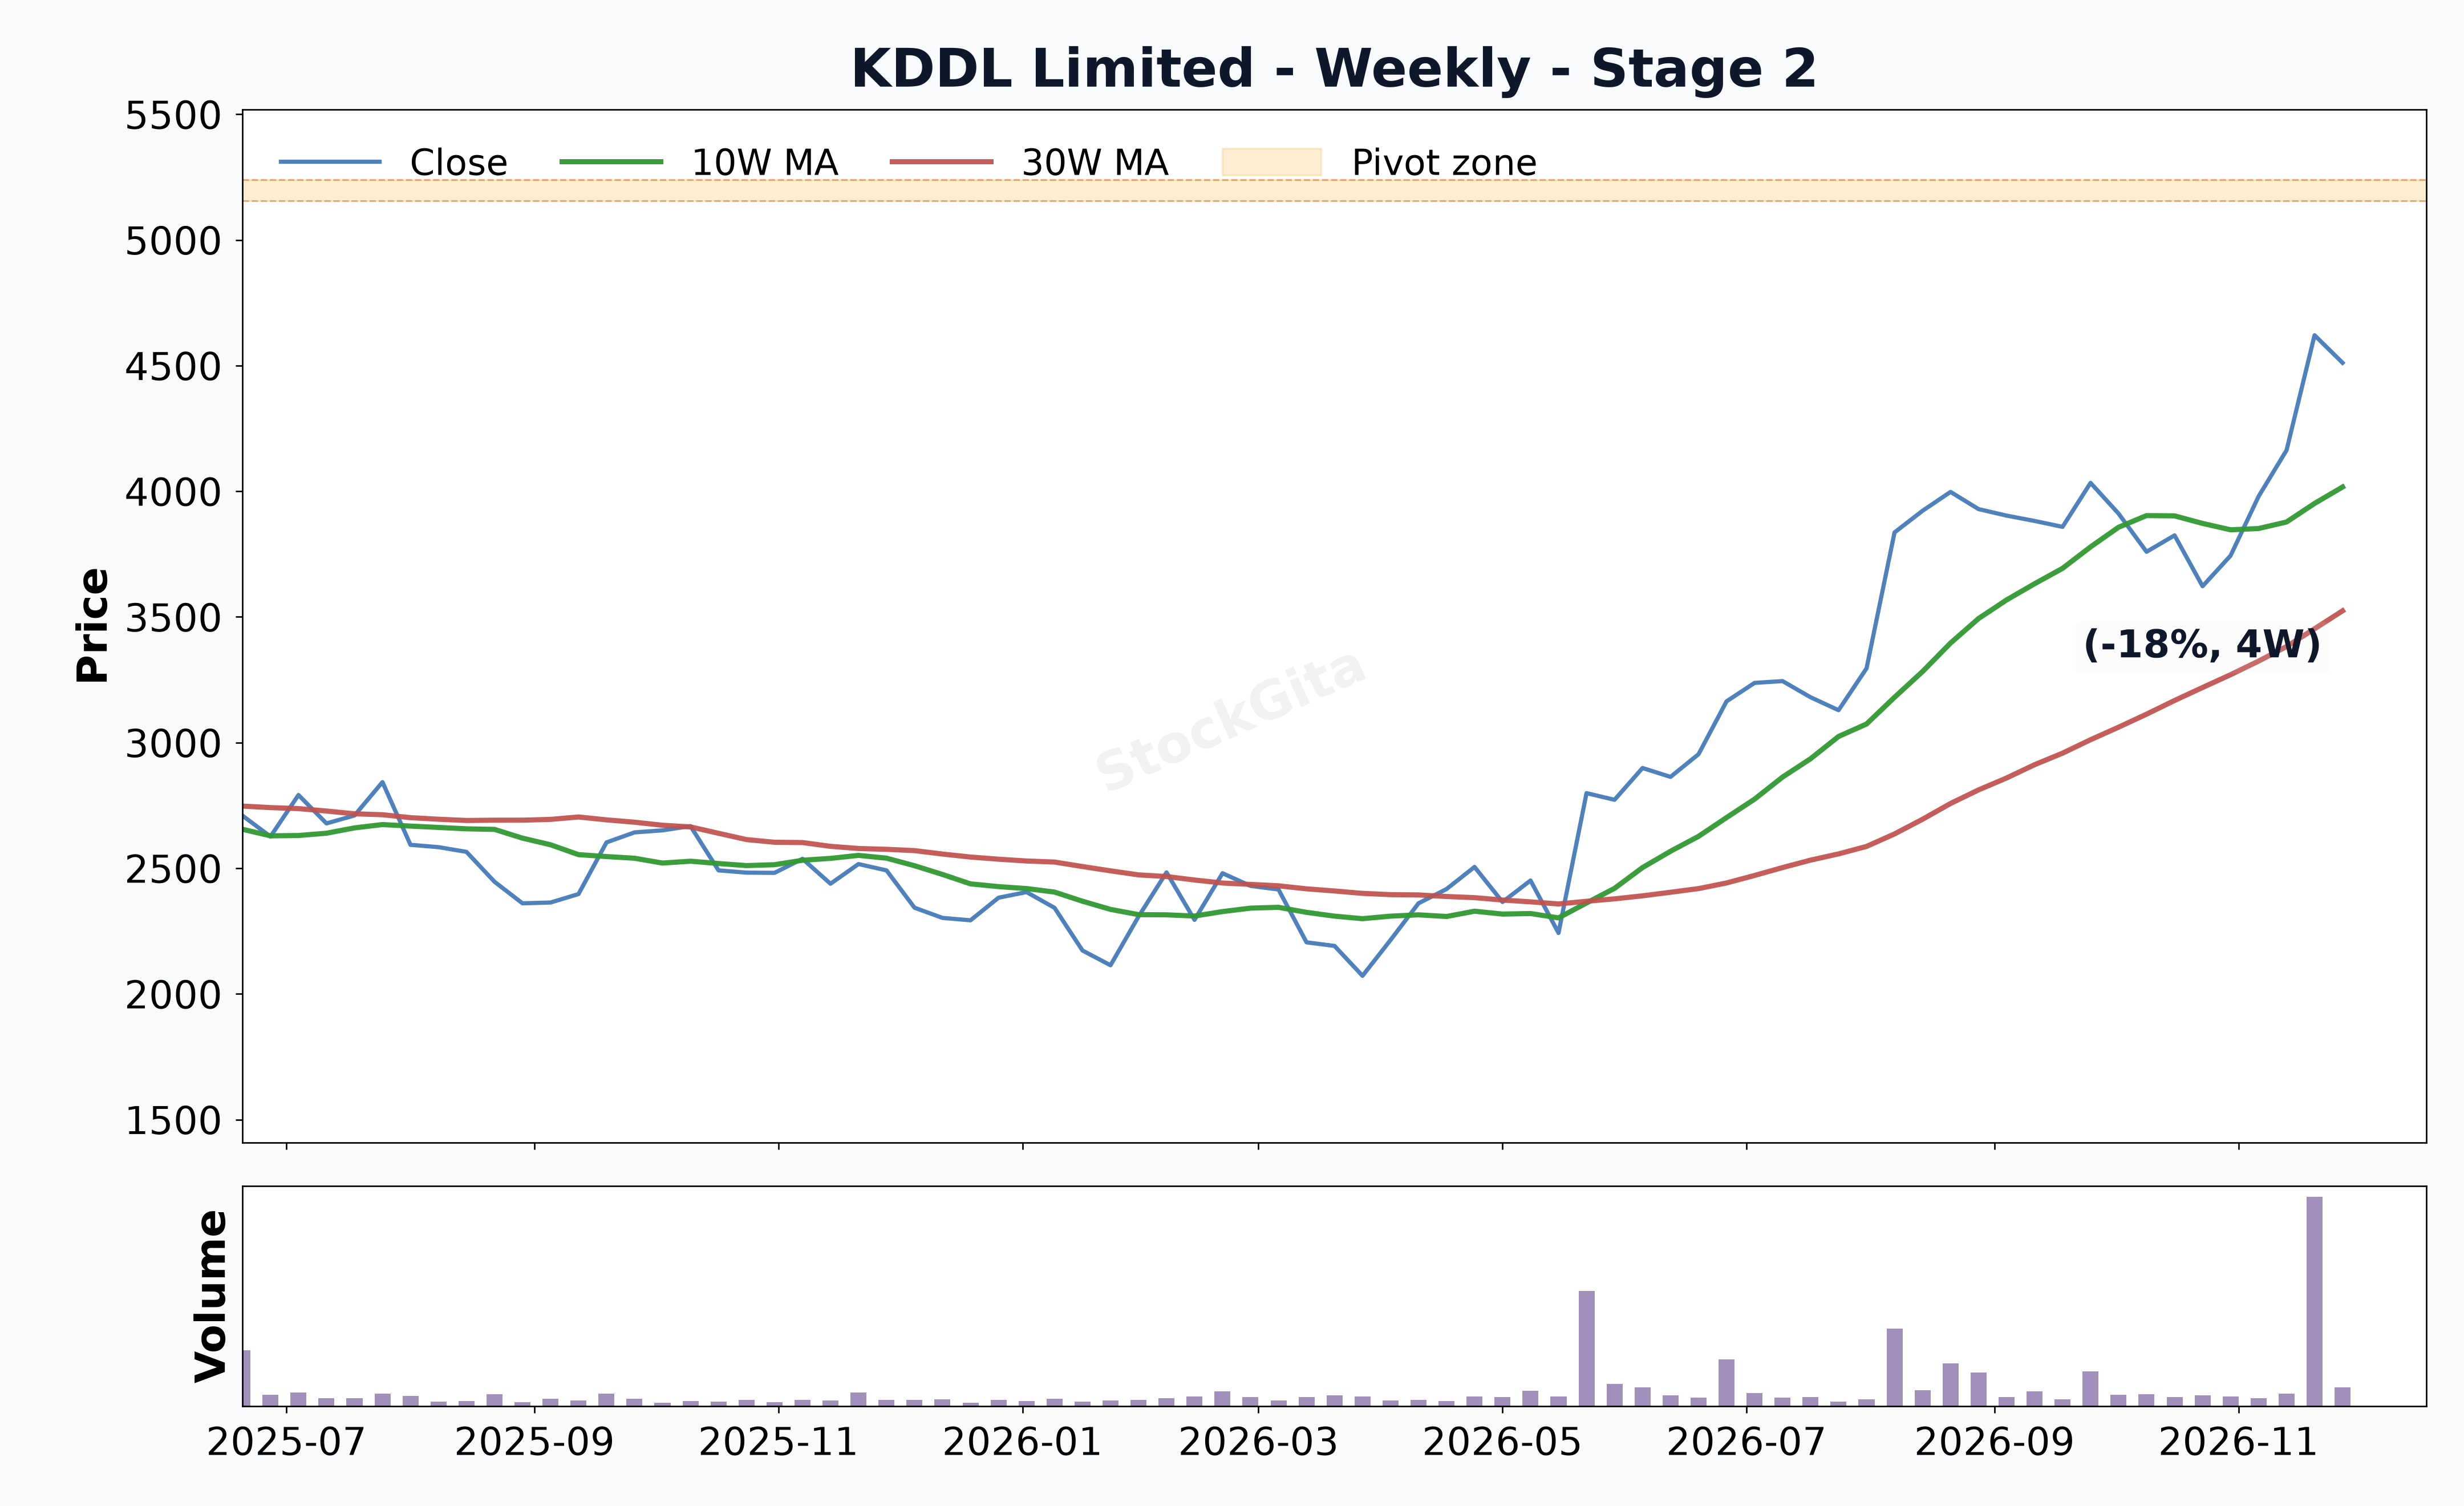 KDDL Limited - Weekly - Stage 2
Close 10W MA 30W MA Pivot zone
5500
5000
4500
4000
3500
3000
2500
2000
1500
Price
(-18%, 4W)
StockGita
Volume
2025-07 2025-09 2025-11 2026-01 2026-03 2026-05 2026-07 2026-09 2026-11